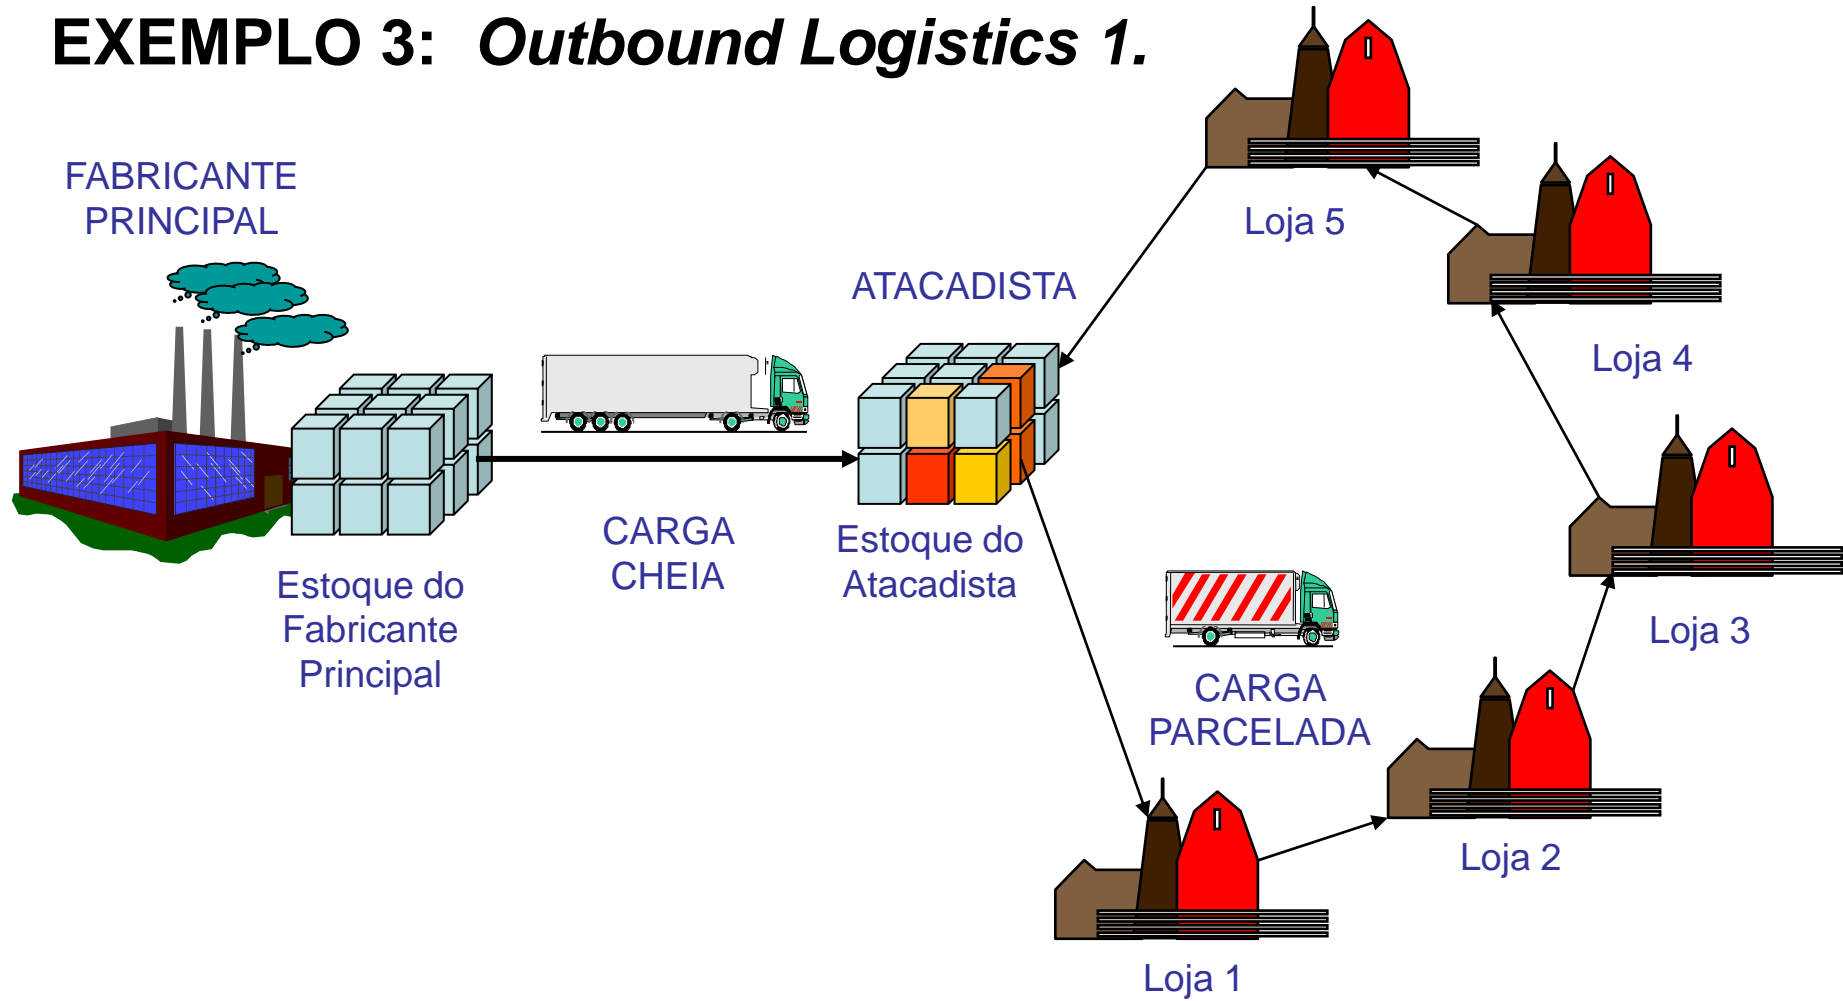 EXEMPLO 3: Outbound Logistics 1.
FABRICANTE
PRINCIPAL
Estoque do
Fabricante
Principal
CARGA
CHEIA
ATACADISTA
Estoque do
Atacadista
CARGA
PARCELADA
Loja 1
Loja 2
Loja 3
Loja 4
Loja 5